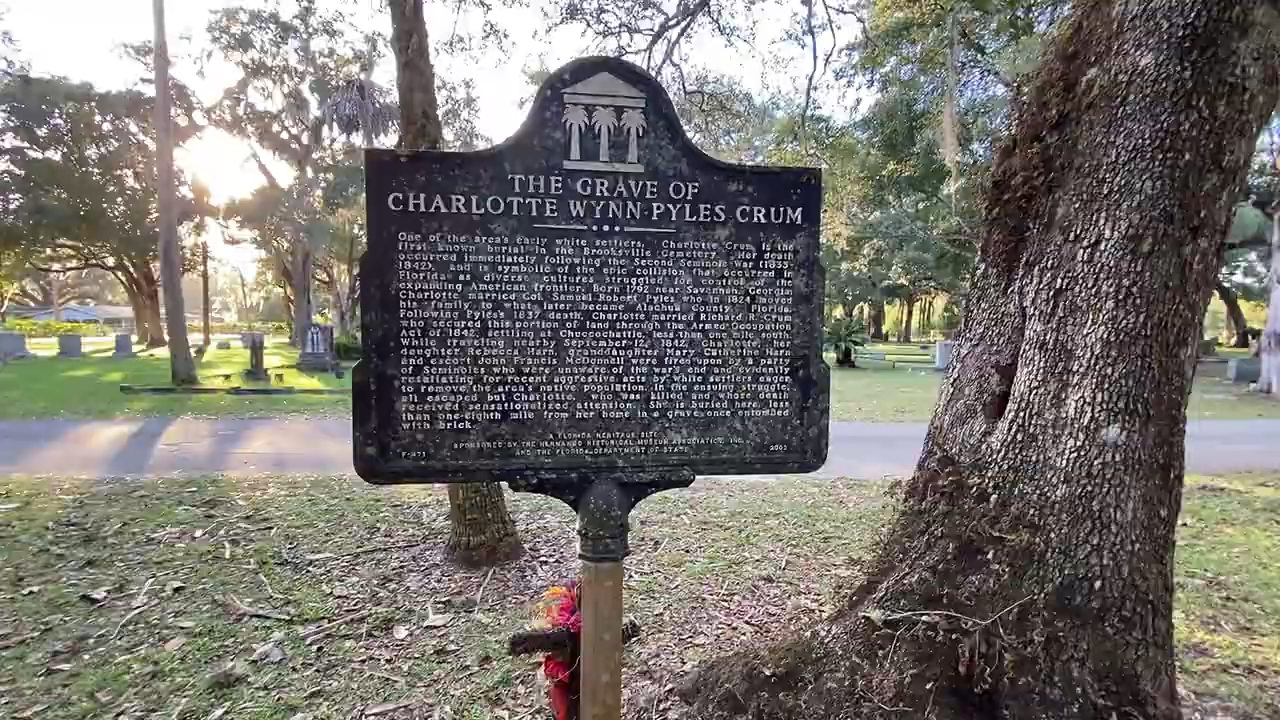 THE GRAVE OF
CHARLOTTE WYNN PYLES CRUM
One of the area's early white settlers, Charlotte Crum is the
first known burial in the Brooksville Cemetery. Her death
occurred immediately following the Second Seminole War (1835-
1842), and is symbolic of the epic collision that occurred in
Florida as diverse cultures struggled for control of the
expanding American frontier. Born 1792 near Savannah, Georgia,
Charlotte married Col. Samuel Robert Pyles who in 1824 moved
his family to what later became Alachua County, Florida.
Following Pyles's 1837 death, Charlotte married Richard R. Crum
who secured this portion of land through the Armed Occupation
Act of 1842, settling at Chuccochattie, less than one mile south.
While traveling nearby September 12, 1842, Charlotte, her
daughter Rebecca Harn, granddaughter Mary Catherine Harn
and escort John Francis McDonnell were fired upon by a party
of Seminoles who were unaware of the war's end and evidently
retaliating for recent aggressive acts by white settlers eager
to remove the area's native population. In the ensuing struggle,
all escaped but Charlotte, who was killed and whose death
received sensationalized attention. She is buried here, less
than one-eighth mile from her home in a grave once entombed
with brick.
A FLORIDA HERITAGE SITE
SPONSORED BY THE HERNANDO HISTORICAL MUSEUM ASSOCIATION, INC.
F-471 AND THE FLORIDA DEPARTMENT OF STATE 2003